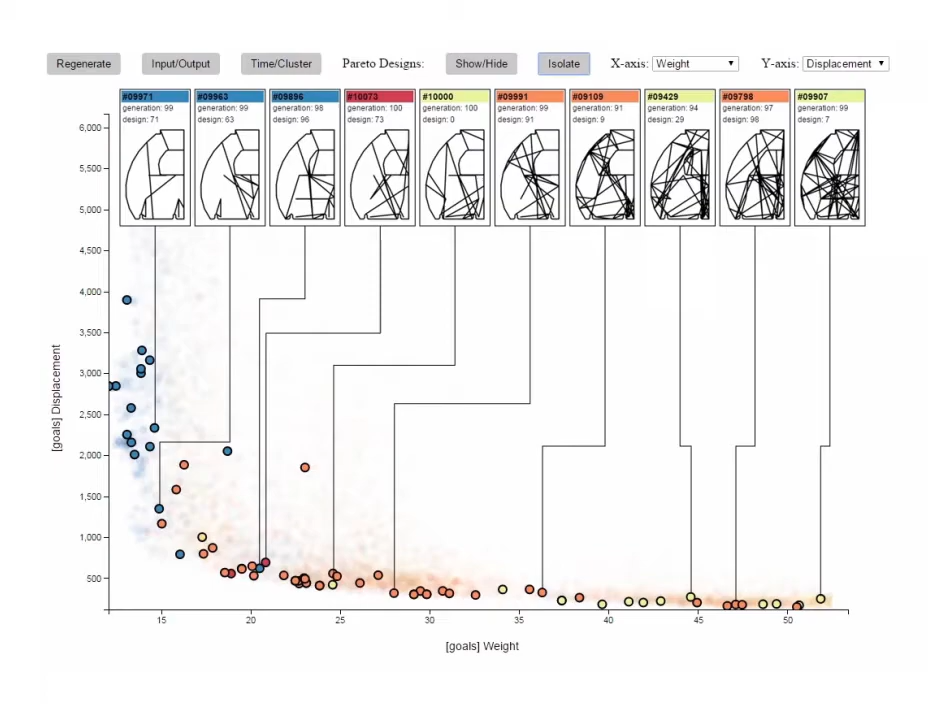 Regenerate Input/Output Time/Cluster Pareto Designs: Show/Hide Isolate X-axis: Weight Y-axis: Displacement
#09971 #09963 #09896 #10073 #10000 #09991 #09109 #09429 #09798 #09907
generation: 99 generation: 99 generation: 98 generation: 100 generation: 100 generation: 99 generation: 91 generation: 94 generation: 97 generation: 99
design: 71 design: 63 design: 96 design: 73 design: 0 design: 91 design: 9 design: 29 design: 98 design: 7
6,000
5,500
5,000
4,500
4,000
3,500
3,000
2,500
2,000
1,500
1,000
500
[goals] Displacement
15 20 25 30 35 40 45 50
[goals] Weight